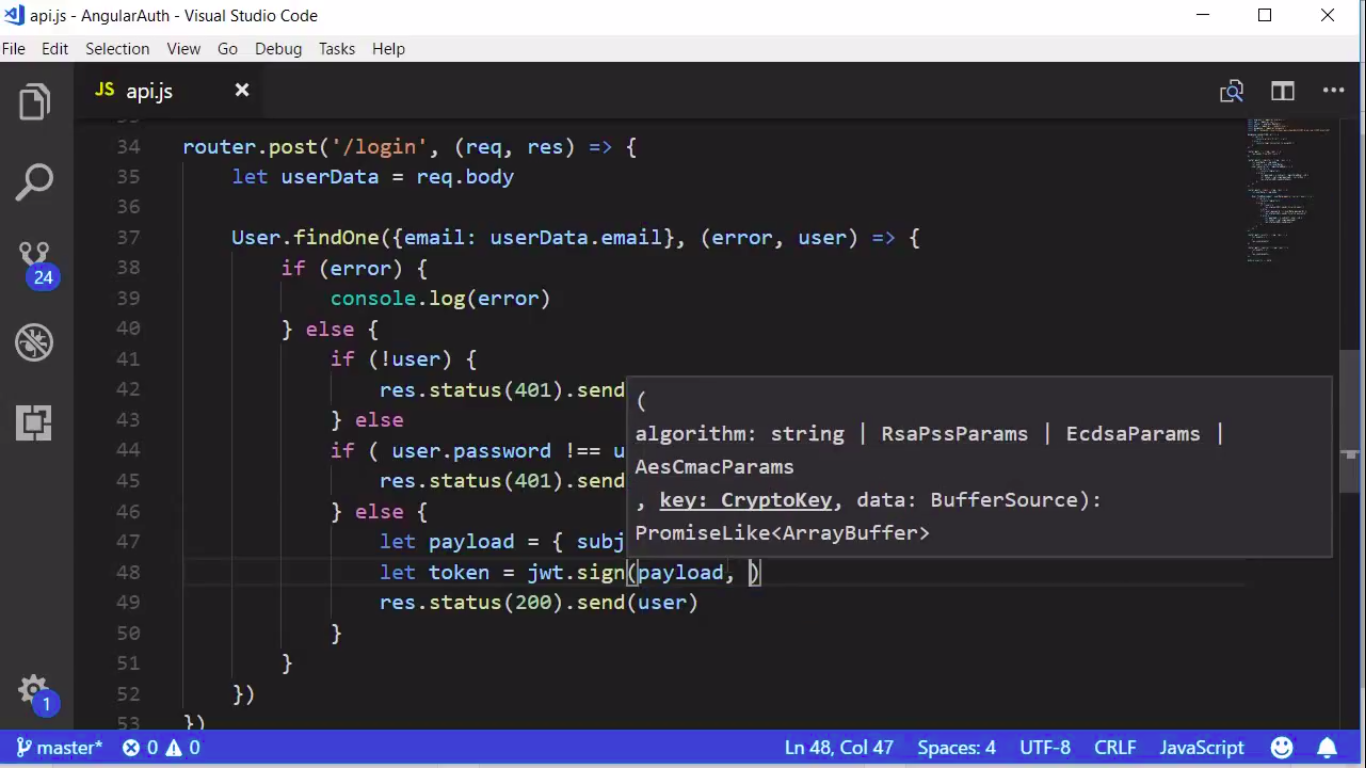 api.js - AngularAuth - Visual Studio Code
File Edit Selection View Go Debug Tasks Help
JS api.js
34 router.post('/login', (req, res) => {
35 let userData = req.body
36
37 User.findOne({email: userData.email}, (error, user) => {
38 if (error) {
39 console.log(error)
40 } else {
41 if (!user) {
42 res.status(401).send
43 } else
44 if ( user.password !== u
45 res.status(401).send
46 } else {
47 let payload = { subj
48 let token = jwt.sign(payload, )
49 res.status(200).send(user)
50 }
51 }
52 })
53 })
(
algorithm: string | RsaPssParams | EcdsaParams |
AesCmacParams
, key: CryptoKey, data: BufferSource):
PromiseLike<ArrayBuffer>
24
1
master* 0 0 Ln 48, Col 47 Spaces: 4 UTF-8 CRLF JavaScript